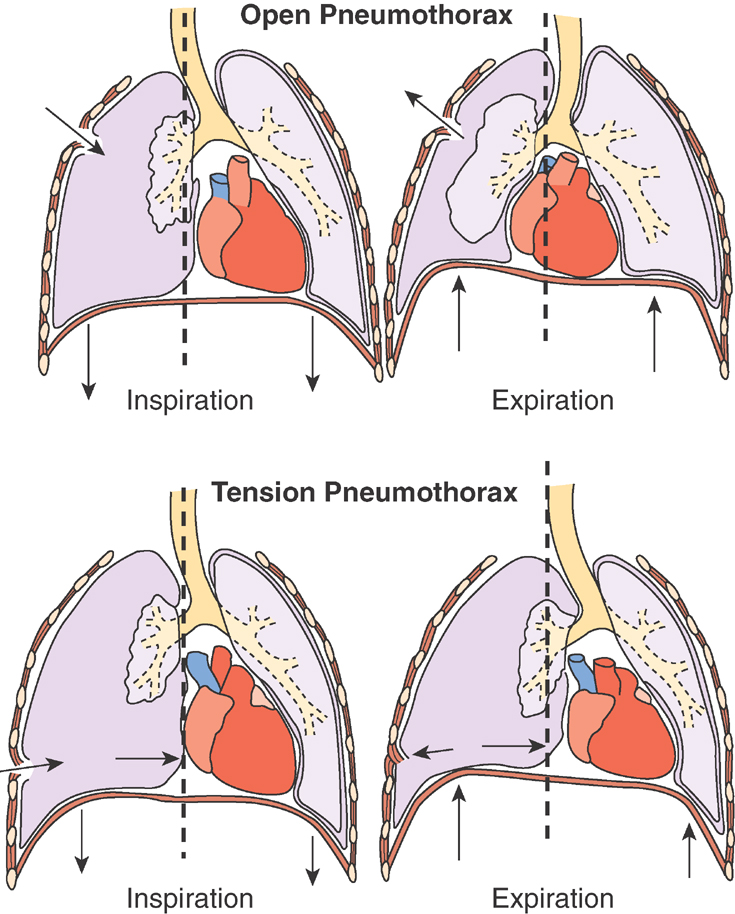 Open Pneumothorax
Inspiration
Expiration
Tension Pneumothorax
Inspiration
Expiration